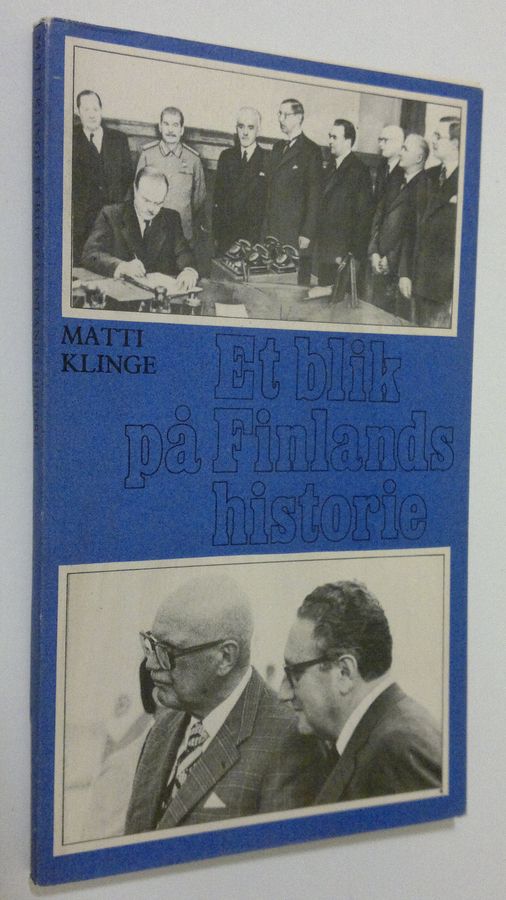 MATTI
KLINGE
Et blik
på Finlands
historie